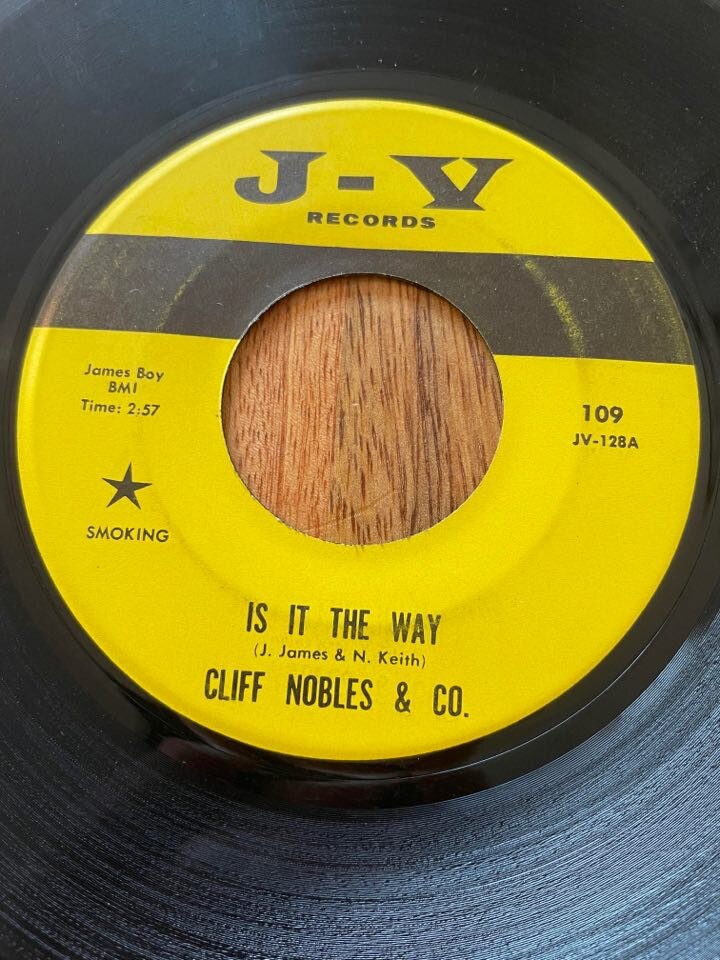 J-V
RECORDS
James Boy
BMI
Time: 2:57
109
JV-128A
SMOKING
IS IT THE WAY
(J. James & N. Keith)
CLIFF NOBLES & CO.